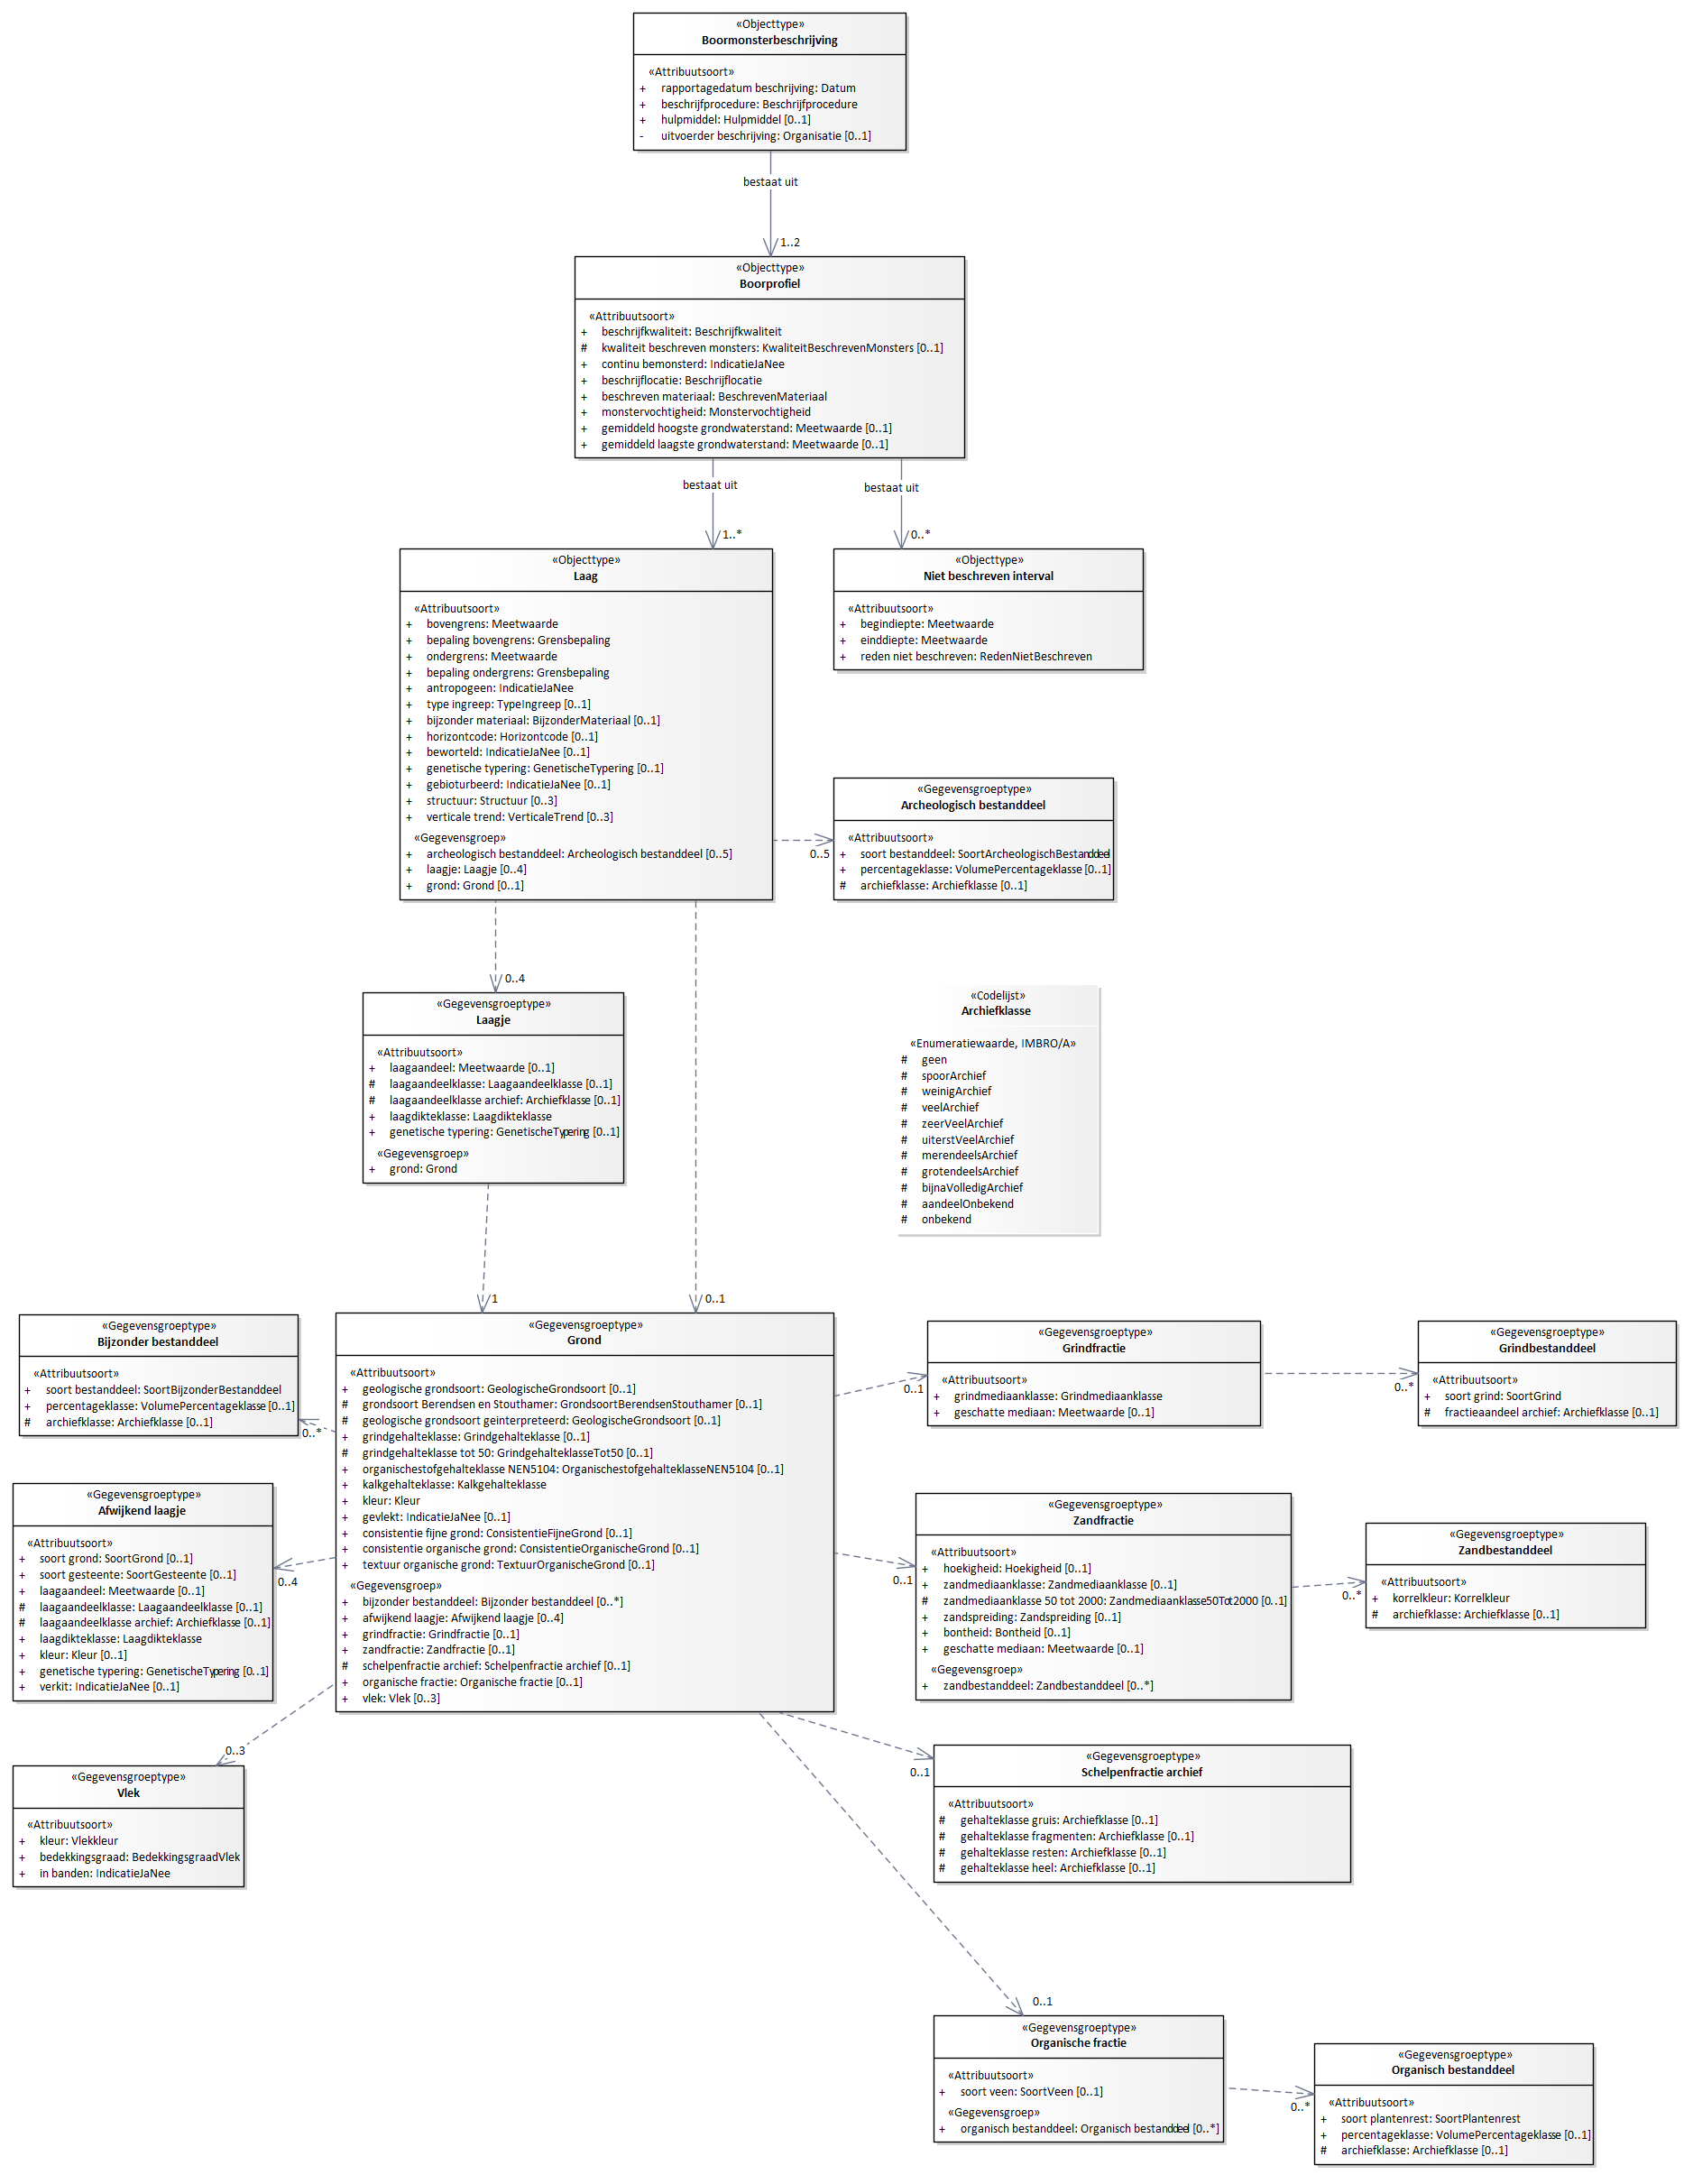 «Objecttype»
Boormonsterbeschrijving
«Attribuutsoort»
+ rapportagedatum beschrijving: Datum
+ beschrijfprocedure: Beschrijfprocedure
+ hulpmiddel: Hulpmiddel [0..1]
- uitvoerder beschrijving: Organisatie [0..1]
bestaat uit
1..2
«Objecttype»
Boorprofiel
«Attribuutsoort»
+ beschrijfkwaliteit: Beschrijfkwaliteit
# kwaliteit beschreven monsters: KwaliteitBeschrevenMonsters [0..1]
+ continu bemonsterd: IndicatieJaNee
+ beschrijflocatie: Beschrijflocatie
+ beschreven materiaal: BeschrevenMateriaal
+ monstervochtigheid: Monstervochtigheid
+ gemiddeld hoogste grondwaterstand: Meetwaarde [0..1]
+ gemiddeld laagste grondwaterstand: Meetwaarde [0..1]
bestaat uit
1..*
bestaat uit
0..*
«Objecttype»
Laag
«Attribuutsoort»
+ bovengrens: Meetwaarde
+ bepaling bovengrens: Grensbepaling
+ ondergrens: Meetwaarde
+ bepaling ondergrens: Grensbepaling
+ antropogeen: IndicatieJaNee
+ type ingreep: TypeIngreep [0..1]
+ bijzonder materiaal: BijzonderMateriaal [0..1]
+ horizontcode: Horizontcode [0..1]
+ beworteld: IndicatieJaNee [0..1]
+ genetische typering: GenetischeTypering [0..1]
+ gebioturbeerd: IndicatieJaNee [0..1]
+ structuur: Structuur [0..3]
+ verticale trend: VerticaleTrend [0..3]
«Gegevensgroep»
+ archeologisch bestanddeel: Archeologisch bestanddeel [0..5]
+ laagje: Laagje [0..4]
+ grond: Grond [0..1]
«Objecttype»
Niet beschreven interval
«Attribuutsoort»
+ begindiepte: Meetwaarde
+ einddiepte: Meetwaarde
+ reden niet beschreven: RedenNietBeschreven
0..5
«Gegevensgroeptype»
Archeologisch bestanddeel
«Attribuutsoort»
+ soort bestanddeel: SoortArcheologischBestanddeel
+ percentageklasse: VolumePercentageklasse [0..1]
# archiefklasse: Archiefklasse [0..1]
0..4
«Gegevensgroeptype»
Laagje
«Attribuutsoort»
+ laagaandeel: Meetwaarde [0..1]
# laagaandeelklasse: Laagaandeelklasse [0..1]
# laagaandeelklasse archief: Archiefklasse [0..1]
+ laagdikteklasse: Laagdikteklasse
+ genetische typering: GenetischeTypering [0..1]
«Gegevensgroep»
+ grond: Grond
«Codelijst»
Archiefklasse
«Enumeratiewaarde, IMBRO/A»
# geen
# spoorArchief
# weinigArchief
# veelArchief
# zeerVeelArchief
# uiterstVeelArchief
# merendeelsArchief
# grotendeelsArchief
# bijnaVolledigArchief
# aandeelOnbekend
# onbekend
1
0..1
«Gegevensgroeptype»
Bijzonder bestanddeel
«Attribuutsoort»
+ soort bestanddeel: SoortBijzonderBestanddeel
+ percentageklasse: VolumePercentageklasse [0..1]
# archiefklasse: Archiefklasse [0..1]
0..*
«Gegevensgroeptype»
Grond
«Attribuutsoort»
+ geologische grondsoort: GeologischeGrondsoort [0..1]
# grondsoort Berendsen en Stouthamer: GrondsoortBerendsenStouthamer [0..1]
# geologische grondsoort geinterpreteerd: GeologischeGrondsoort [0..1]
+ grindgehalteklasse: Grindgehalteklasse [0..1]
# grindgehalteklasse tot 50: GrindgehalteklasseTot50 [0..1]
+ organischestofgehalteklasse NEN5104: OrganischestofgehalteklasseNEN5104 [0..1]
+ kalkgehalteklasse: Kalkgehalteklasse
+ kleur: Kleur
+ gevlekt: IndicatieJaNee [0..1]
+ consistentie fijne grond: ConsistentieFijneGrond [0..1]
+ consistentie organische grond: ConsistentieOrganischeGrond [0..1]
+ textuur organische grond: TextuurOrganischeGrond [0..1]
«Gegevensgroep»
+ bijzonder bestanddeel: Bijzonder bestanddeel [0..*]
+ afwijkend laagje: Afwijkend laagje [0..4]
+ grindfractie: Grindfractie [0..1]
+ zandfractie: Zandfractie [0..1]
# schelpenfractie archief: Schelpenfractie archief [0..1]
+ organische fractie: Organische fractie [0..1]
+ vlek: Vlek [0..3]
0..1
«Gegevensgroeptype»
Grindfractie
«Attribuutsoort»
+ grindmediaanklasse: Grindmediaanklasse
+ geschatte mediaan: Meetwaarde [0..1]
0..*
«Gegevensgroeptype»
Grindbestanddeel
«Attribuutsoort»
+ soort grind: SoortGrind
# fractieaandeel archief: Archiefklasse [0..1]
«Gegevensgroeptype»
Afwijkend laagje
«Attribuutsoort»
+ soort grond: SoortGrond [0..1]
+ soort gesteente: SoortGesteente [0..1]
+ laagaandeel: Meetwaarde [0..1]
# laagaandeelklasse: Laagaandeelklasse [0..1]
# laagaandeelklasse archief: Archiefklasse [0..1]
+ laagdikteklasse: Laagdikteklasse
+ kleur: Kleur [0..1]
+ genetische typering: GenetischeTypering [0..1]
+ verkit: IndicatieJaNee [0..1]
0..4
0..1
«Gegevensgroeptype»
Zandfractie
«Attribuutsoort»
+ hoekigheid: Hoekigheid [0..1]
+ zandmediaanklasse: Zandmediaanklasse [0..1]
# zandmediaanklasse 50 tot 2000: Zandmediaanklasse50Tot2000 [0..1]
+ zandspreiding: Zandspreiding [0..1]
+ bontheid: Bontheid [0..1]
+ geschatte mediaan: Meetwaarde [0..1]
«Gegevensgroep»
+ zandbestanddeel: Zandbestanddeel [0..*]
0..*
«Gegevensgroeptype»
Zandbestanddeel
«Attribuutsoort»
+ korrelkleur: Korrelkleur
# archiefklasse: Archiefklasse [0..1]
0..3
«Gegevensgroeptype»
Vlek
«Attribuutsoort»
+ kleur: Vlekkleur
+ bedekkingsgraad: BedekkingsgraadVlek
+ in banden: IndicatieJaNee
0..1
«Gegevensgroeptype»
Schelpenfractie archief
«Attribuutsoort»
# gehalteklasse gruis: Archiefklasse [0..1]
# gehalteklasse fragmenten: Archiefklasse [0..1]
# gehalteklasse resten: Archiefklasse [0..1]
# gehalteklasse heel: Archiefklasse [0..1]
0..1
«Gegevensgroeptype»
Organische fractie
«Attribuutsoort»
+ soort veen: SoortVeen [0..1]
«Gegevensgroep»
+ organisch bestanddeel: Organisch bestanddeel [0..*]
0..*
«Gegevensgroeptype»
Organisch bestanddeel
«Attribuutsoort»
+ soort plantenrest: SoortPlantenrest
+ percentageklasse: VolumePercentageklasse [0..1]
# archiefklasse: Archiefklasse [0..1]